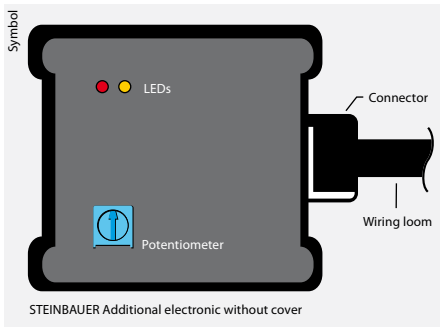 Symbol
LEDs
Connector
Wiring loom
Potentiometer
STEINBAUER Additional electronic without cover